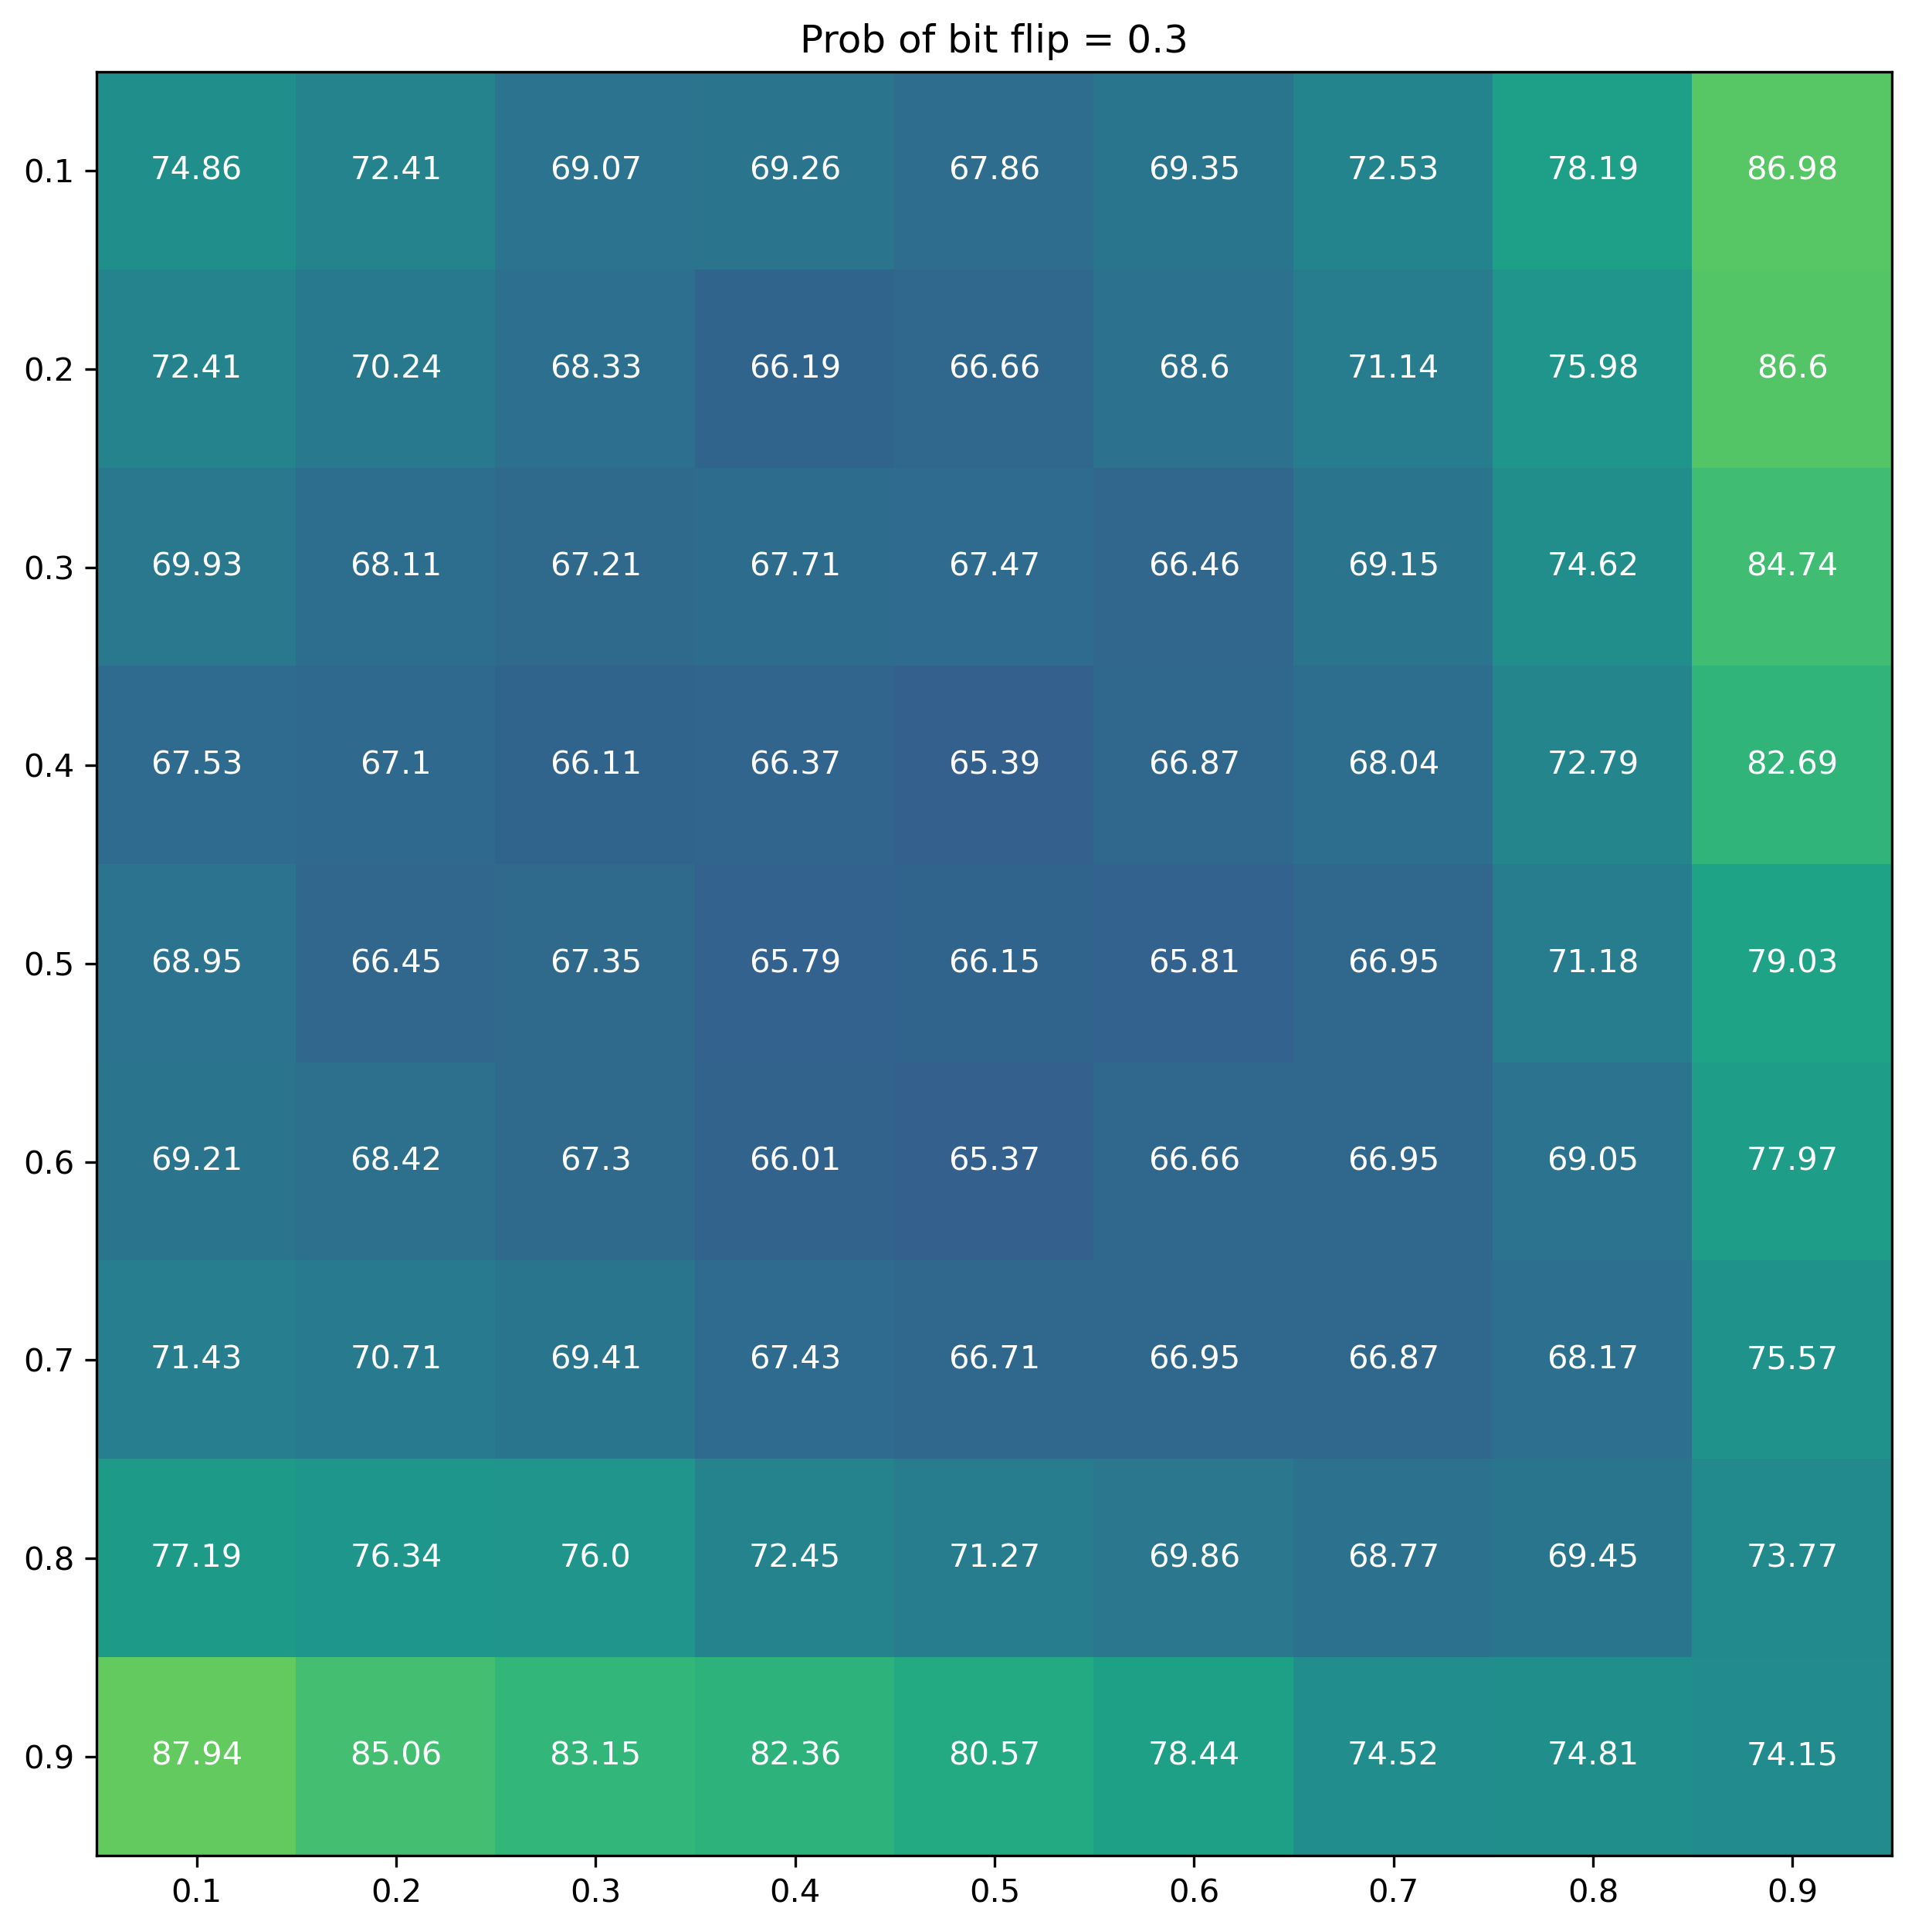 Prob of bit flip = 0.3
0.1 74.86 72.41 69.07 69.26 67.86 69.35 72.53 78.19 86.98
0.2 72.41 70.24 68.33 66.19 66.66 68.6 71.14 75.98 86.6
0.3 69.93 68.11 67.21 67.71 67.47 66.46 69.15 74.62 84.74
0.4 67.53 67.1 66.11 66.37 65.39 66.87 68.04 72.79 82.69
0.5 68.95 66.45 67.35 65.79 66.15 65.81 66.95 71.18 79.03
0.6 69.21 68.42 67.3 66.01 65.37 66.66 66.95 69.05 77.97
0.7 71.43 70.71 69.41 67.43 66.71 66.95 66.87 68.17 75.57
0.8 77.19 76.34 76.0 72.45 71.27 69.86 68.77 69.45 73.77
0.9 87.94 85.06 83.15 82.36 80.57 78.44 74.52 74.81 74.15
0.1 0.2 0.3 0.4 0.5 0.6 0.7 0.8 0.9